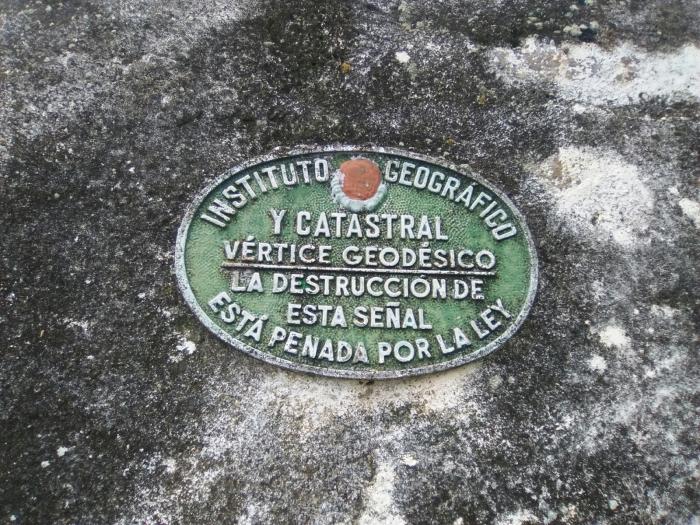 INSTITUTO GEOGRÁFICO
Y CATASTRAL
VÉRTICE GEODÉSICO
LA DESTRUCCIÓN DE
ESTA SEÑAL
ESTÁ PENADA POR LA LEY